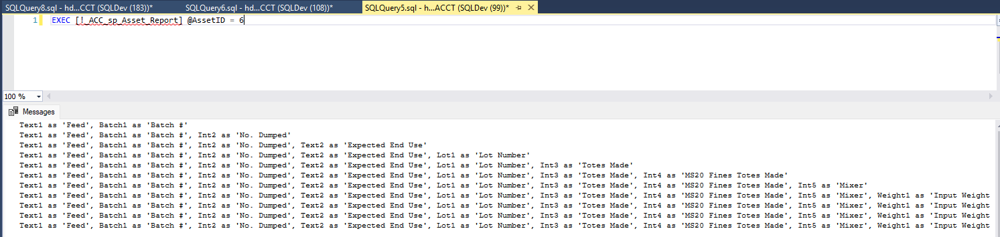 SQLQuery8.sql - hd...CCT (SQLDev (183))*
SQLQuery6.sql - hd...CCT (SQLDev (108))*
SQLQuery5.sql - h...ACCT (SQLDev (99))*
1 EXEC [!_ACC_sp_Asset_Report] @AssetID = 6
100 %
Messages
Text1 as 'Feed', Batch1 as 'Batch #'
Text1 as 'Feed', Batch1 as 'Batch #', Int2 as 'No. Dumped'
Text1 as 'Feed', Batch1 as 'Batch #', Int2 as 'No. Dumped', Text2 as 'Expected End Use'
Text1 as 'Feed', Batch1 as 'Batch #', Int2 as 'No. Dumped', Text2 as 'Expected End Use', Lot1 as 'Lot Number'
Text1 as 'Feed', Batch1 as 'Batch #', Int2 as 'No. Dumped', Text2 as 'Expected End Use', Lot1 as 'Lot Number', Int3 as 'Totes Made'
Text1 as 'Feed', Batch1 as 'Batch #', Int2 as 'No. Dumped', Text2 as 'Expected End Use', Lot1 as 'Lot Number', Int3 as 'Totes Made', Int4 as 'MS20 Fines Totes Made'
Text1 as 'Feed', Batch1 as 'Batch #', Int2 as 'No. Dumped', Text2 as 'Expected End Use', Lot1 as 'Lot Number', Int3 as 'Totes Made', Int4 as 'MS20 Fines Totes Made', Int5 as 'Mixer'
Text1 as 'Feed', Batch1 as 'Batch #', Int2 as 'No. Dumped', Text2 as 'Expected End Use', Lot1 as 'Lot Number', Int3 as 'Totes Made', Int4 as 'MS20 Fines Totes Made', Int5 as 'Mixer', Weight1 as 'Input Weight
Text1 as 'Feed', Batch1 as 'Batch #', Int2 as 'No. Dumped', Text2 as 'Expected End Use', Lot1 as 'Lot Number', Int3 as 'Totes Made', Int4 as 'MS20 Fines Totes Made', Int5 as 'Mixer', Weight1 as 'Input Weight
Text1 as 'Feed', Batch1 as 'Batch #', Int2 as 'No. Dumped', Text2 as 'Expected End Use', Lot1 as 'Lot Number', Int3 as 'Totes Made', Int4 as 'MS20 Fines Totes Made', Int5 as 'Mixer', Weight1 as 'Input Weight
Text1 as 'Feed', Batch1 as 'Batch #', Int2 as 'No. Dumped', Text2 as 'Expected End Use', Lot1 as 'Lot Number', Int3 as 'Totes Made', Int4 as 'MS20 Fines Totes Made', Int5 as 'Mixer', Weight1 as 'Input Weight